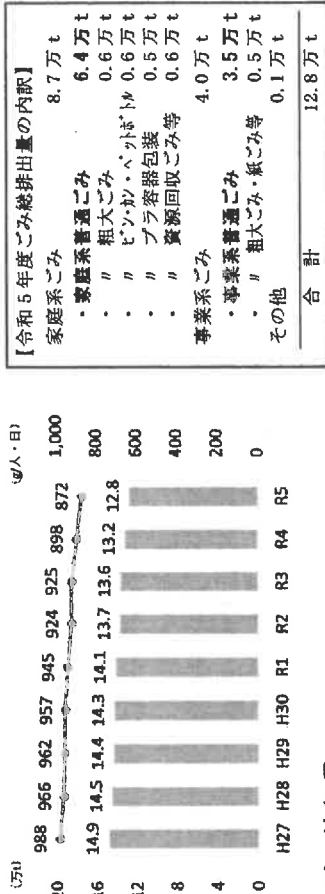 (万t)
(g/人・日)
988 966 962 957 945 924 925 898 872
1,000
16
14.9 14.5 14.4 14.3 14.1 13.7 13.6 13.2 12.8
800
12
600
8
400
4
200
0
0
H27 H28 H29 H30 R1 R2 R3 R4 R5
【令和5年度ごみ総排出量の内訳】
家庭系ごみ 8.7万t
・家庭系普通ごみ 6.4万t
・ 〃 粗大ごみ 0.6万t
・ 〃 ビン・カン・ペットボトル 0.6万t
・ 〃 プラ容器包装 0.5万t
・ 〃 資源回収ごみ等 0.6万t
事業系ごみ 4.0万t
・事業系普通ごみ 3.5万t
・ 〃 粗大ごみ・紙ごみ等 0.5万t
その他 0.1万t
合 計 12.8万t